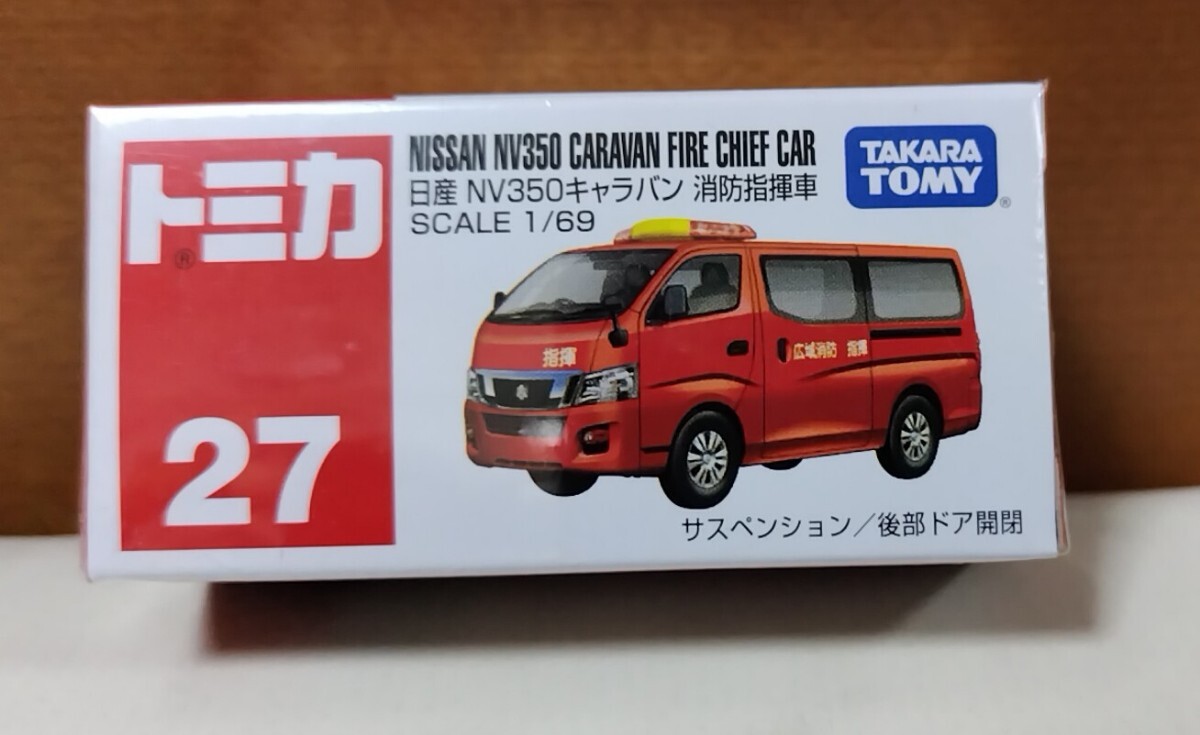 トミカ
®
27
NISSAN NV350 CARAVAN FIRE CHIEF CAR
日産 NV350キャラバン 消防指揮車
SCALE 1/69
TAKARA
TOMY
®
指揮
広域消防 指揮
サスペンション/後部ドア開閉